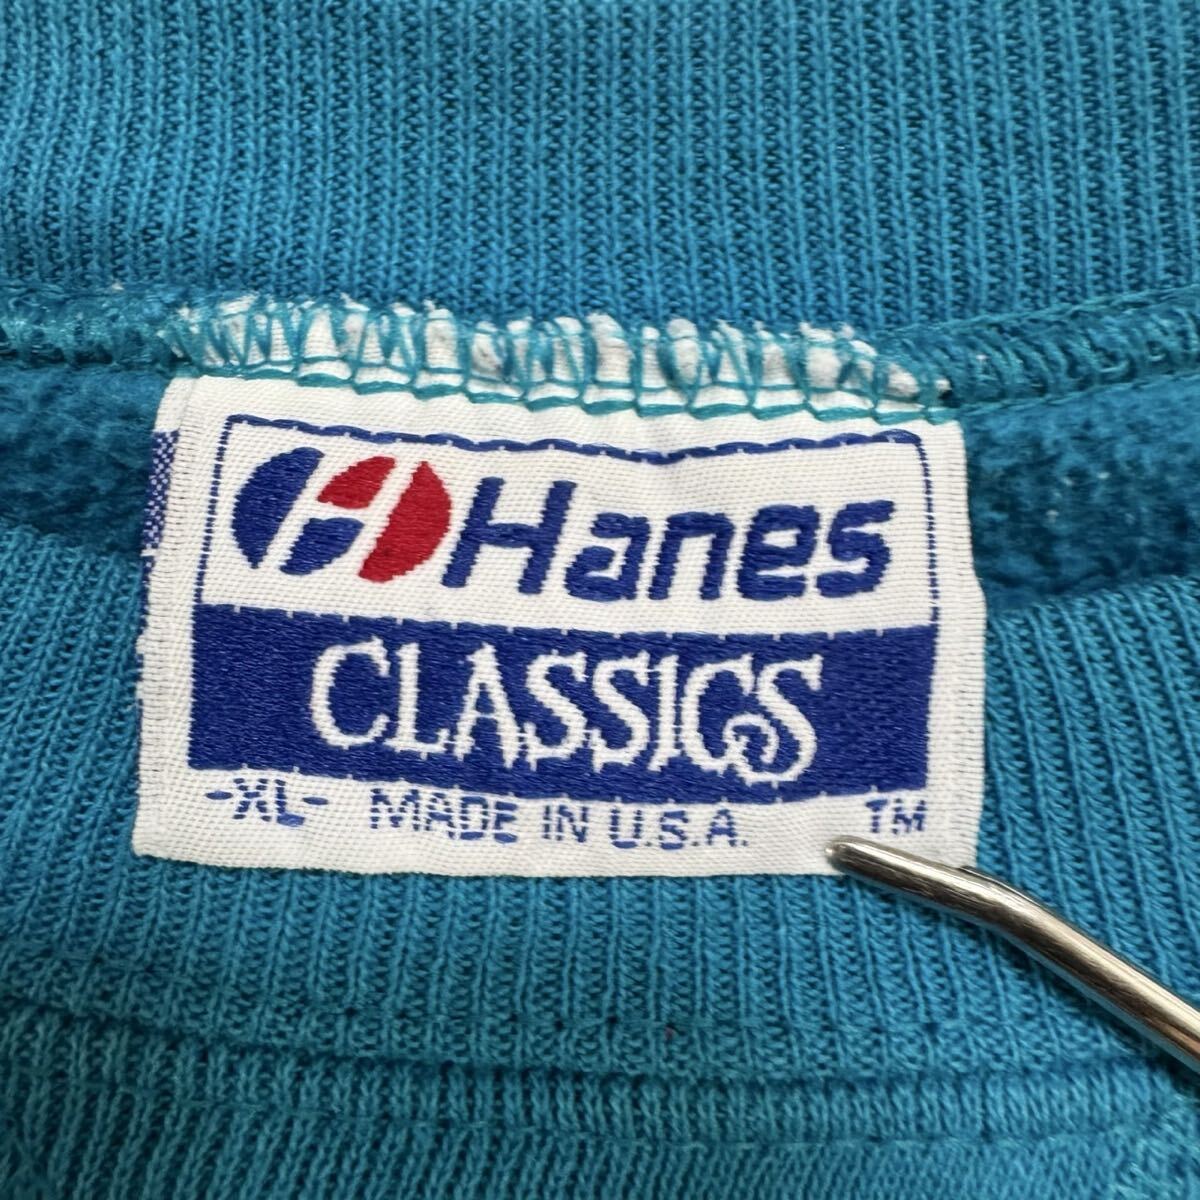 Hanes
CLASSICS
-XL- MADE IN U.S.A. TM